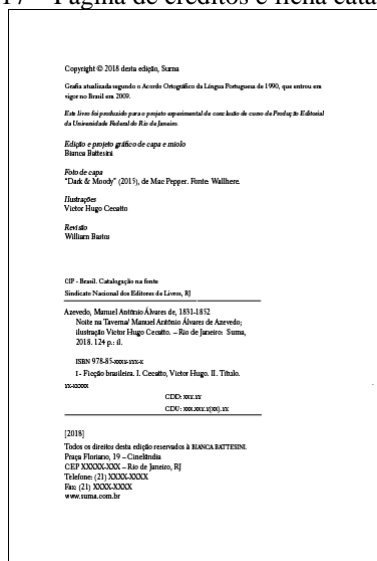 17 – Página de créditos e ficha cata
Copyright © 2018 desta edição, Suma
Grafia atualizada segundo o Acordo Ortográfico da Língua Portuguesa de 1990, que entrou em
vigor no Brasil em 2009.
Este livro foi produzido para o projeto experimental de conclusão de curso da Produção Editorial
da Universidade Federal do Rio de Janeiro.
Edição e projeto gráfico de capa e miolo
Bianca Battesini
Foto de capa
"Dark & Moody" (2015), de Mac Pepper. Fonte: Wallhere.
Ilustrações
Victor Hugo Cecatto
Revisão
William Bastos
CIP - Brasil. Catalogação na fonte
Sindicato Nacional dos Editores de Livros, RJ
Azevedo, Manuel Antônio Álvares de, 1831-1852
Noite na Taverna/ Manuel Antônio Álvares de Azevedo;
ilustração Victor Hugo Cecatto. – Rio de Janeiro: Suma,
2018. 124 p.: il.
ISBN 978-85-xxxx-xxx-x
1 - Ficção brasileira. I. Cecatto, Victor Hugo. II. Título.
xx-xxxxx
CDD: xxx.xx
CDU: xxx.xxx.x(xx).xx
[2018]
Todos os direitos desta edição reservados à BIANCA BATTESINI.
Praça Floriano, 19 – Cinelândia
CEP XXXXX-XXX – Rio de Janeiro, RJ
Telefone: (21) XXXX-XXXX
Fax: (21) XXXX-XXXX
www.suma.com.br